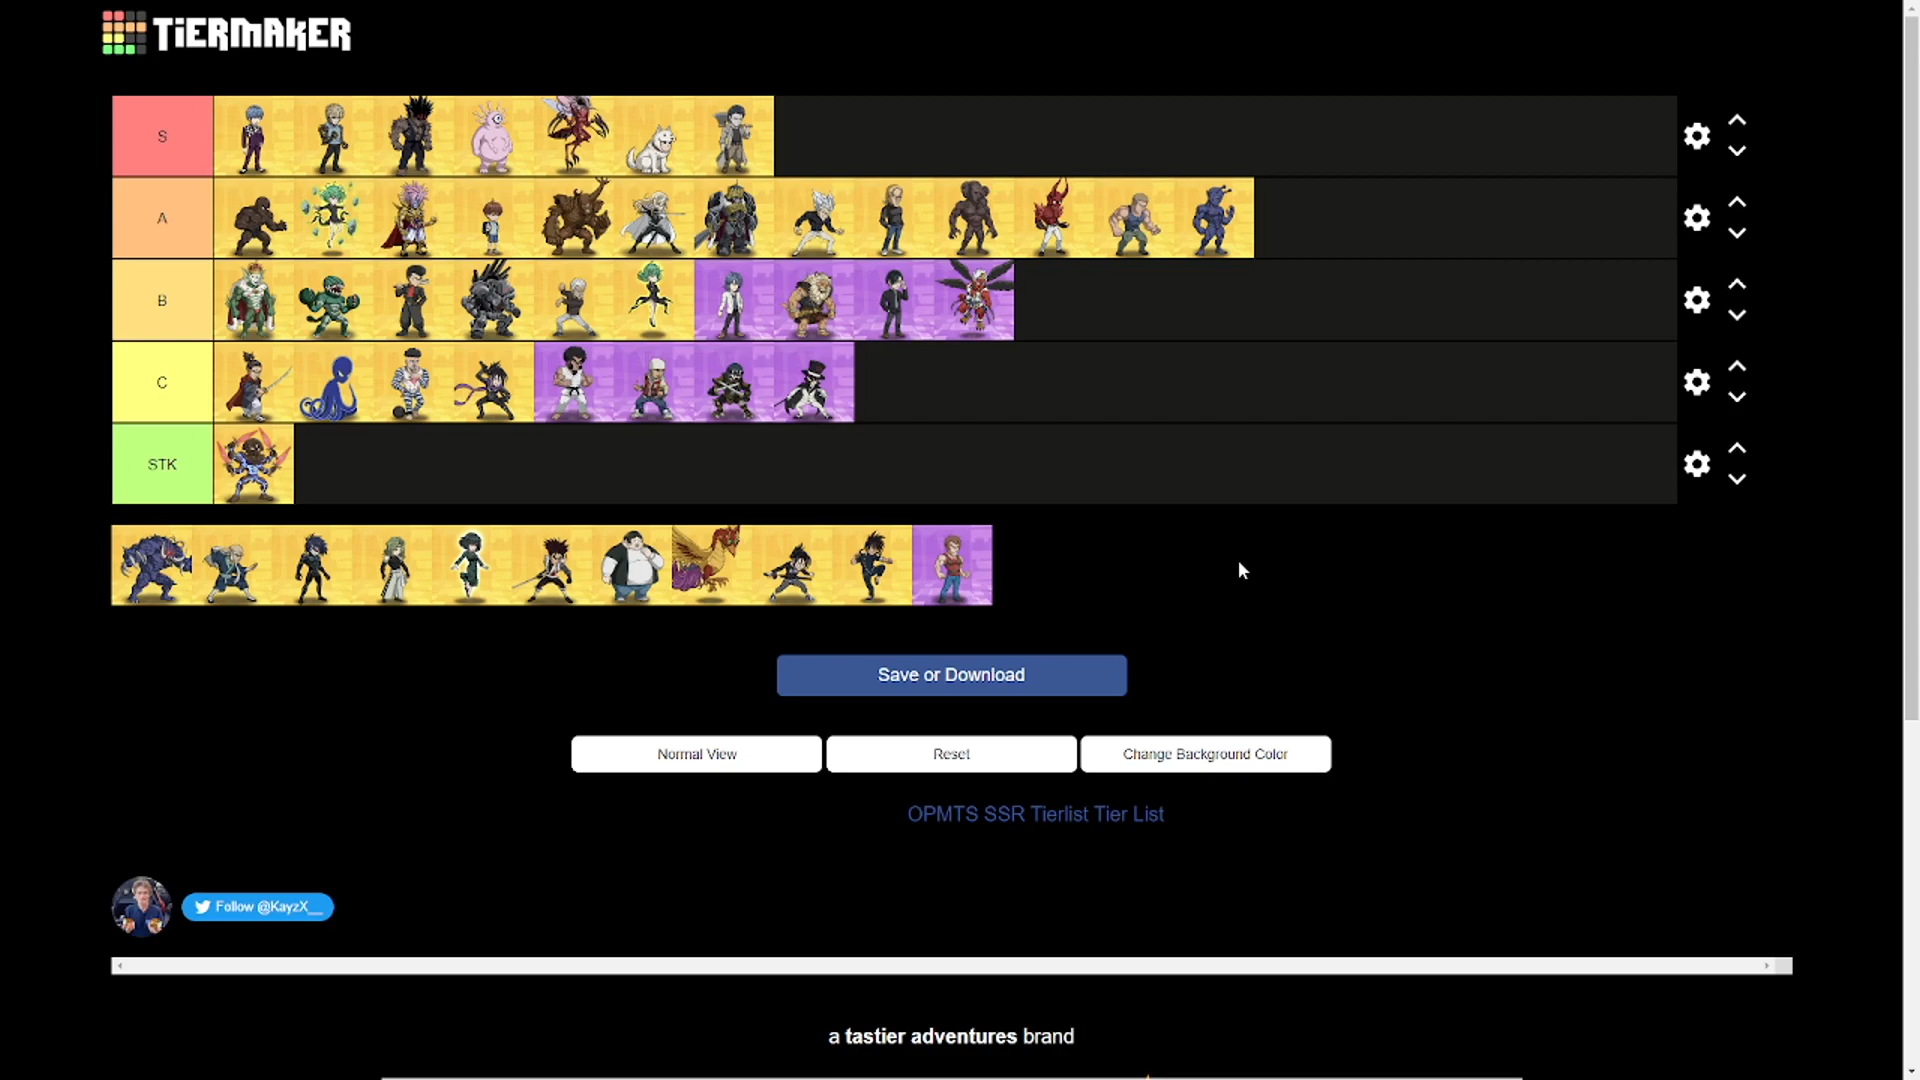 TiERMAKER
S
A
B
C
STK
Save or Download
Normal View
Reset
Change Background Color
OPMTS SSR Tierlist Tier List
Follow @KayzX__
a tastier adventures brand